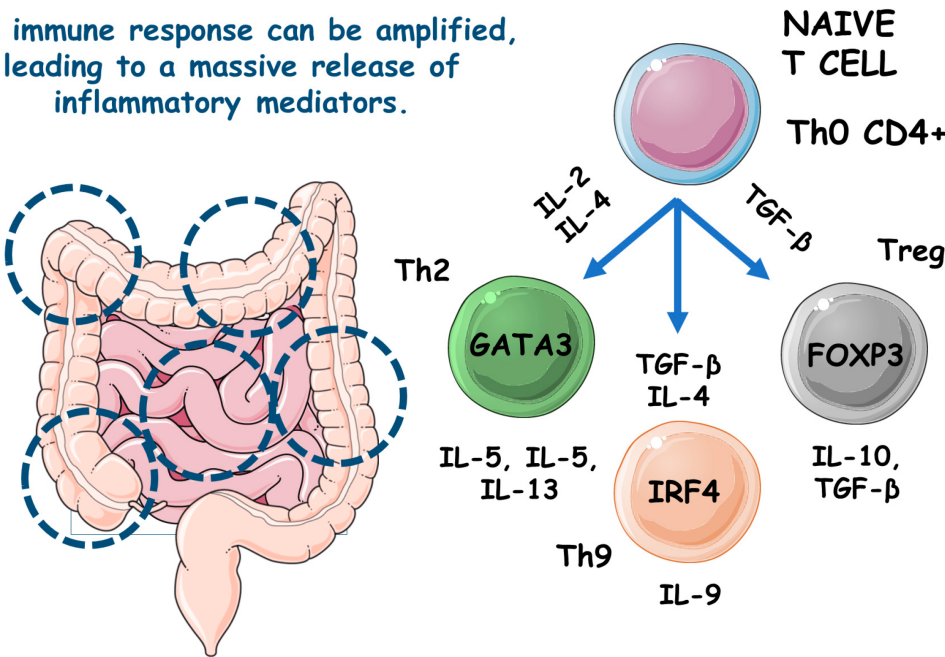 immune response can be amplified,
leading to a massive release of
inflammatory mediators.
NAIVE
T CELL
Th0 CD4+
IL-2
IL-4
TGF-β
Th2
Treg
GATA3
FOXP3
TGF-β
IL-4
IL-5, IL-5,
IL-13
IL-10,
TGF-β
IRF4
Th9
IL-9